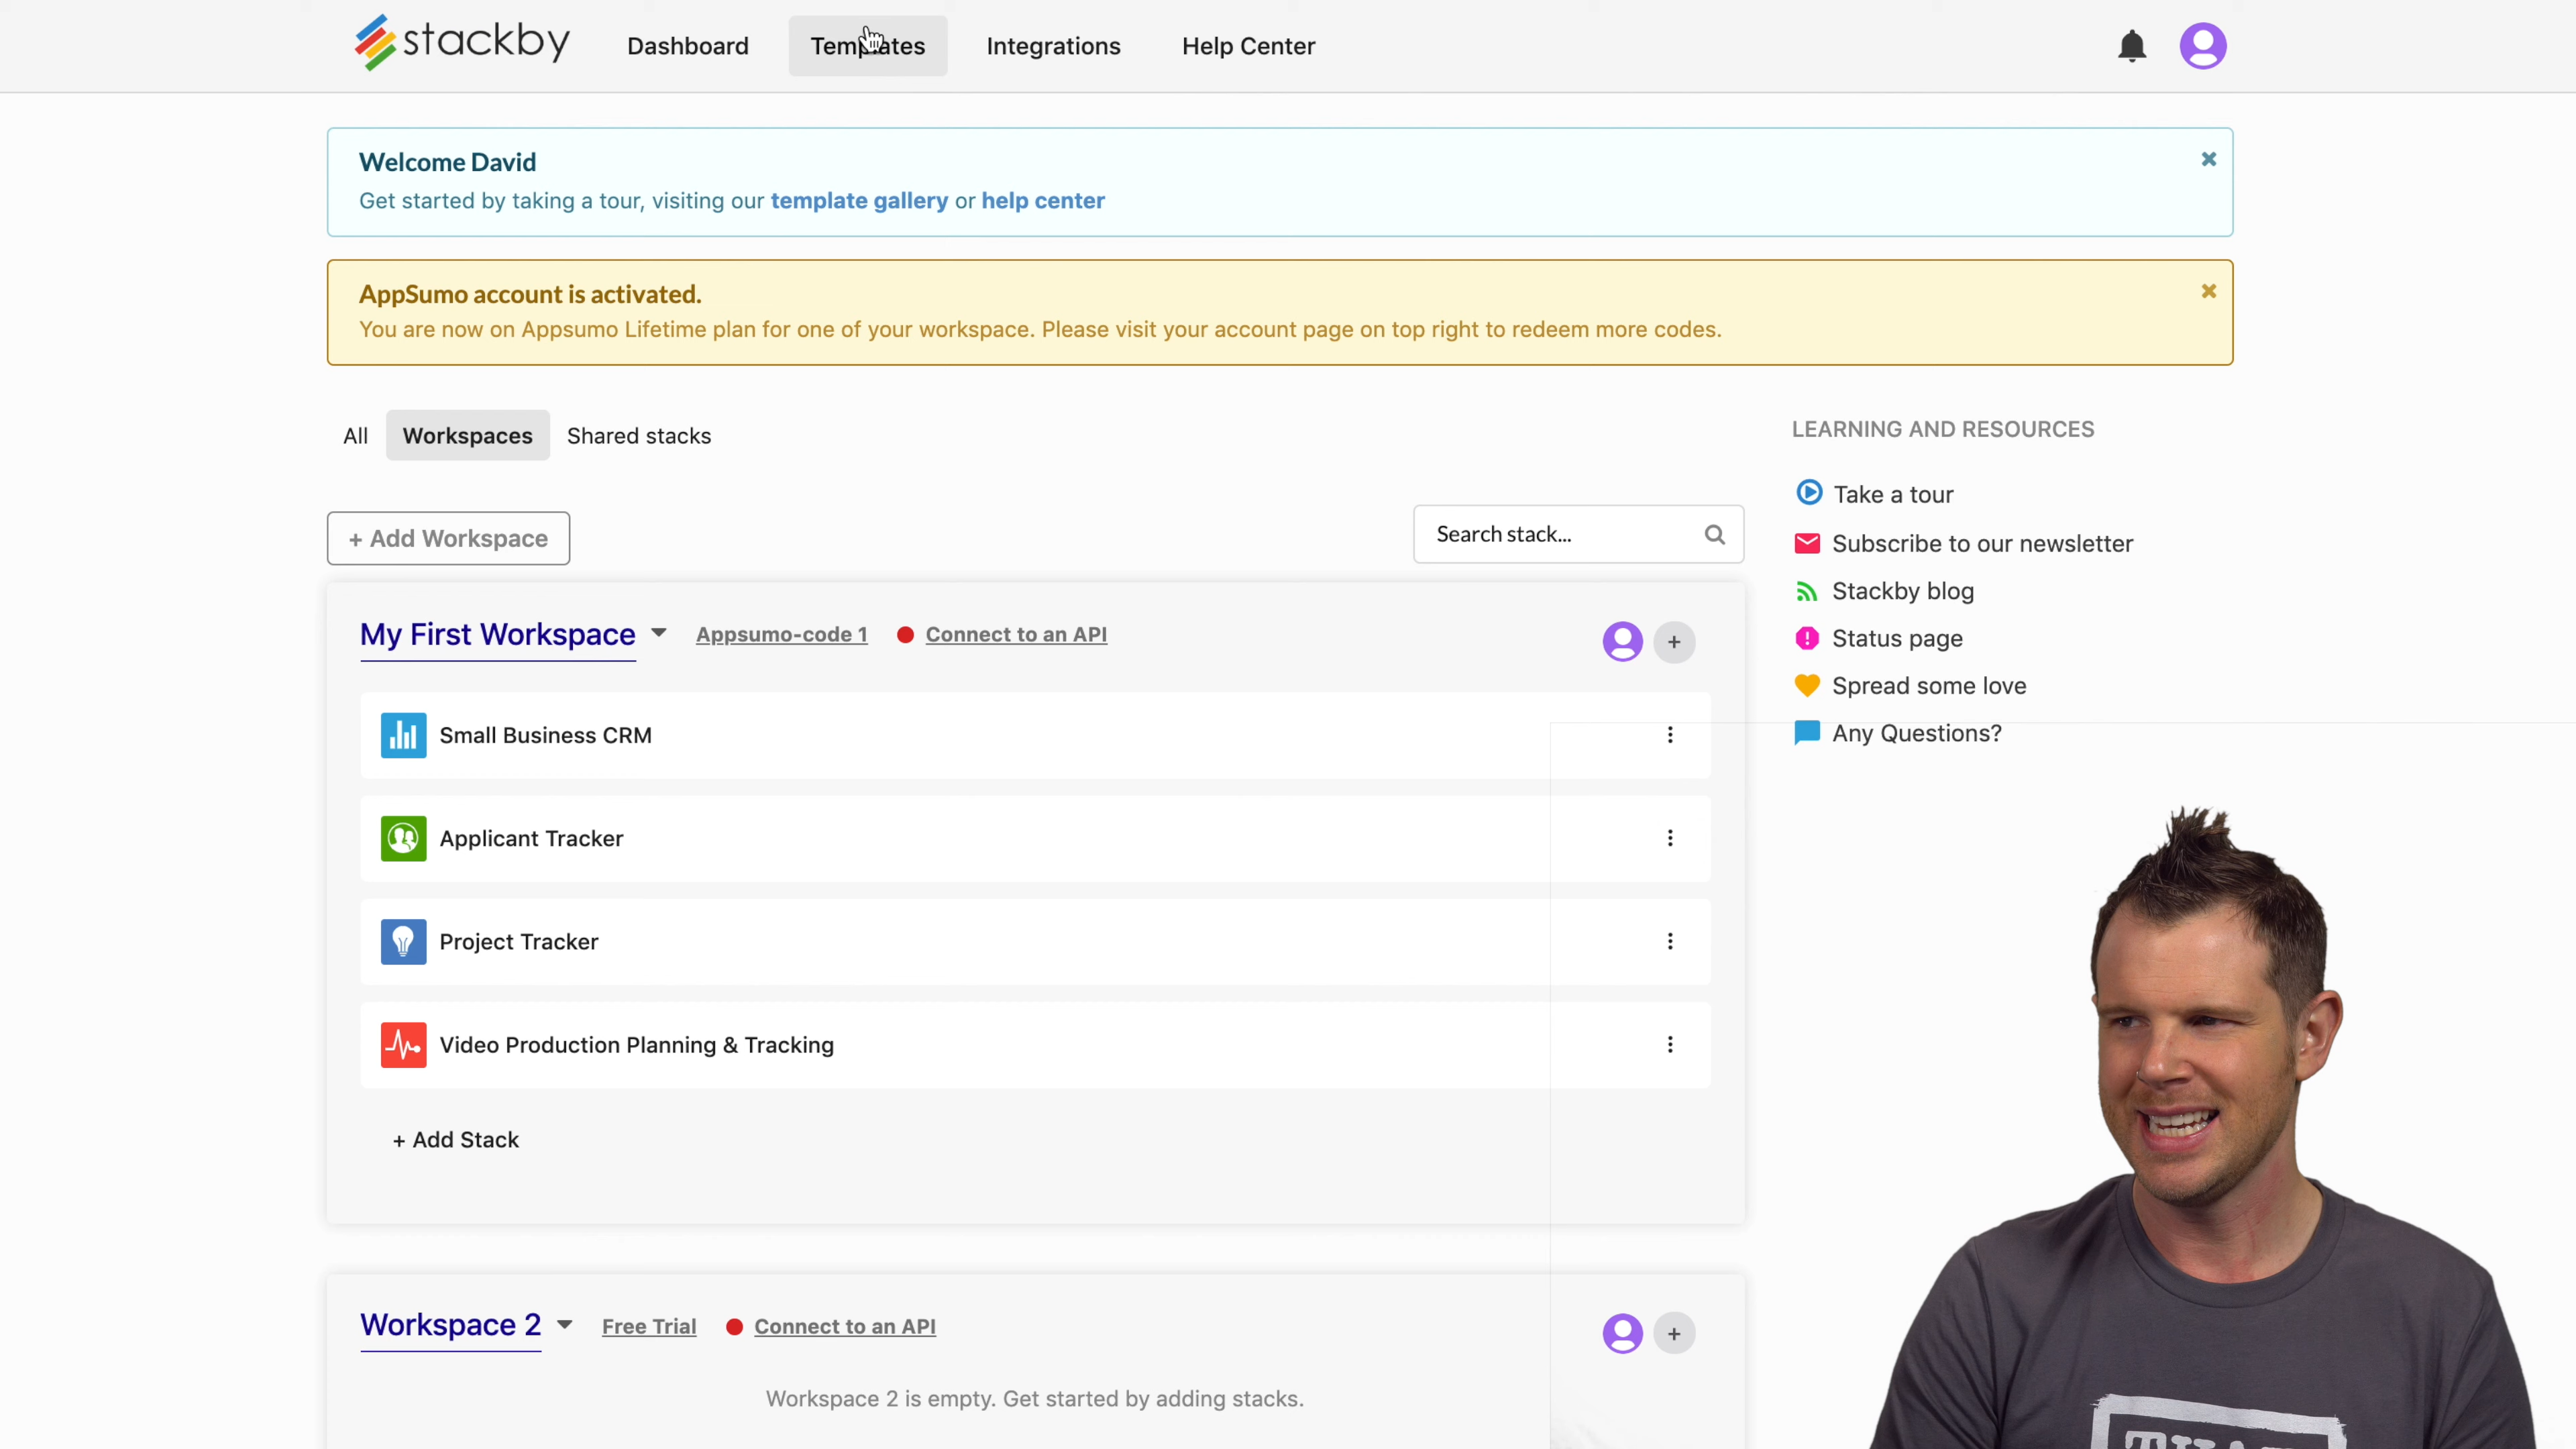 stackby
Dashboard
Templates
Integrations
Help Center
Welcome David
Get started by taking a tour, visiting our template gallery or help center
AppSumo account is activated.
You are now on Appsumo Lifetime plan for one of your workspace. Please visit your account page on top right to redeem more codes.
All
Workspaces
Shared stacks
+ Add Workspace
Search stack...
My First Workspace
Appsumo-code 1
Connect to an API
+
Small Business CRM
Applicant Tracker
Project Tracker
Video Production Planning & Tracking
+ Add Stack
Workspace 2
Free Trial
Connect to an API
+
Workspace 2 is empty. Get started by adding stacks.
LEARNING AND RESOURCES
Take a tour
Subscribe to our newsletter
Stackby blog
Status page
Spread some love
Any Questions?